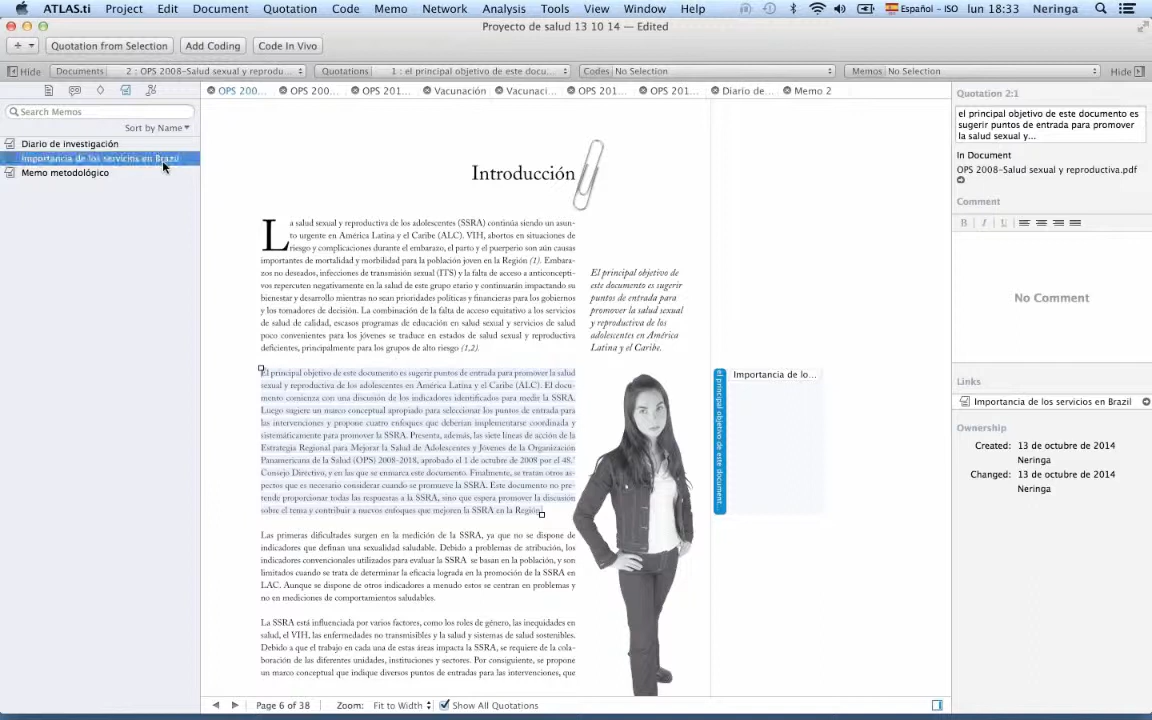 ATLAS.ti Project Edit Document Quotation Code Memo Network Analysis Tools View Window Help Español – ISO lun 18:33 Neringa
Proyecto de salud 13 10 14 — Edited
Quotation from Selection Add Coding Code In Vivo
Hide Documents 2 : OPS 2008–Salud sexual y reprodu... Quotations 1 : el principal objetivo de este docu... Codes No Selection Memos No Selection Hide
OPS 200... OPS 200... OPS 201... Vacunación Vacunaci... OPS 201... OPS 201... Diario de... Memo 2
Search Memos
Sort by Name
Diario de investigación
Importancia de los servicios en Brazil
Memo metodológico
Introducción
La salud sexual y reproductiva de los adolescentes (SSRA) continúa siendo un asun-
to urgente en América Latina y el Caribe (ALC). VIH, abortos en situaciones de
riesgo y complicaciones durante el embarazo, el parto y el puerperio son aún causas
importantes de mortalidad y morbilidad para la población joven en la Región (1). Embara-
zos no deseados, infecciones de transmisión sexual (ITS) y la falta de acceso a anticoncepti-
vos repercuten negativamente en la salud de este grupo etario y continuarán impactando su
bienestar y desarrollo mientras no sean prioridades políticas y financieras para los gobiernos
y los tomadores de decisión. La combinación de la falta de acceso equitativo a los servicios
de salud de calidad, escasos programas de educación en salud sexual y servicios de salud
poco convenientes para los jóvenes se traduce en estados de salud sexual y reproductiva
deficientes, principalmente para los grupos de alto riesgo (1,2).
El principal objetivo de
este documento es sugerir
puntos de entrada para
promover la salud sexual
y reproductiva de los
adolescentes en América
Latina y el Caribe.
El principal objetivo de este documento es sugerir puntos de entrada para promover la salud
sexual y reproductiva de los adolescentes en América Latina y el Caribe (ALC). El docu-
mento comienza con una discusión de los indicadores identificados para medir la SSRA.
Luego sugiere un marco conceptual apropiado para seleccionar los puntos de entrada para
las intervenciones y propone cuatro enfoques que deberían implementarse coordinada y
sistemáticamente para promover la SSRA. Presenta, además, las siete líneas de acción de la
Estrategia Regional para Mejorar la Salud de Adolescentes y Jóvenes de la Organización
Panamericana de la Salud (OPS) 2008-2018, aprobado el 1 de octubre de 2008 por el 48.º
Consejo Directivo, y en las que se enmarca este documento. Finalmente, se tratan otros as-
pectos que es necesario considerar cuando se promueve la SSRA. Este documento no pre-
tende proporcionar todas las respuestas a la SSRA, sino que espera promover la discusión
sobre el tema y contribuir a nuevos enfoques que mejoren la SSRA en la Región.
el principal objetivo de este document...
Importancia de lo...
Las primeras dificultades surgen en la medición de la SSRA, ya que no se dispone de
indicadores que definan una sexualidad saludable. Debido a problemas de atribución, los
indicadores convencionales utilizados para evaluar la SSRA se basan en la población, y son
limitados cuando se trata de determinar la eficacia lograda en la promoción de la SSRA en
LAC. Aunque se dispone de otros indicadores a menudo estos se centran en problemas y
no en mediciones de comportamientos saludables.
La SSRA está influenciada por varios factores, como los roles de género, las inequidades en
salud, el VIH, las enfermedades no transmisibles y la salud y sistemas de salud sostenibles.
Debido a que el trabajo en cada una de estas áreas impacta la SSRA, se requiere de la cola-
boración de las diferentes unidades, instituciones y sectores. Por consiguiente, se propone
un marco conceptual que indique diversos puntos de entradas para las intervenciones, que
Page 6 of 38 Zoom: Fit to Width Show All Quotations
Quotation 2:1
el principal objetivo de este documento es
sugerir puntos de entrada para promover
la salud sexual y...
In Document
OPS 2008–Salud sexual y reproductiva.pdf
Comment
B I U
No Comment
Links
Importancia de los servicios en Brazil
Ownership
Created: 13 de octubre de 2014
Neringa
Changed: 13 de octubre de 2014
Neringa